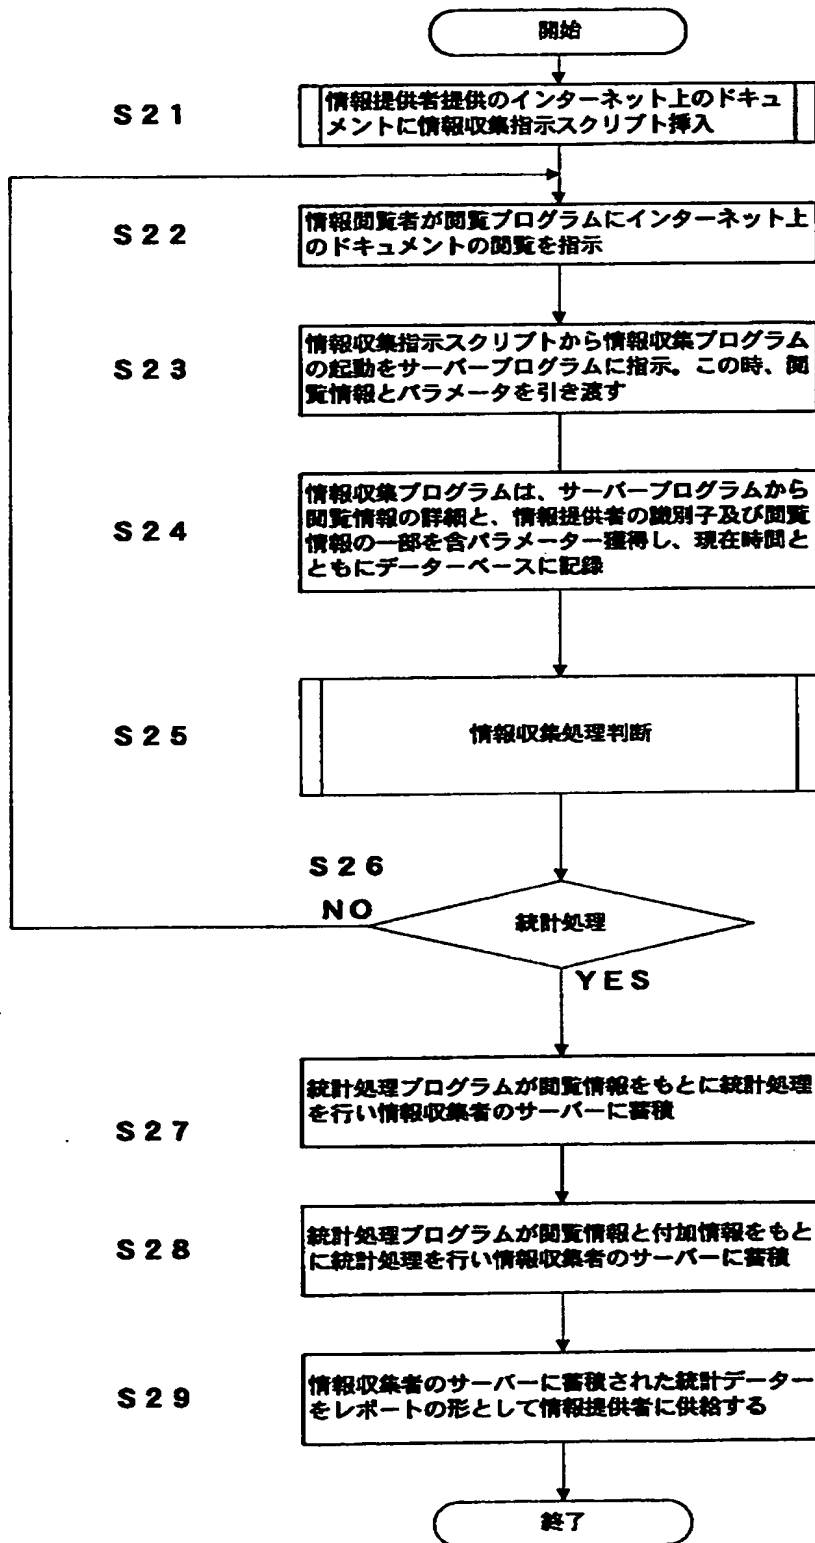 開始
S21
情報提供者提供のインターネット上のドキュ
メントに情報収集指示スクリプト挿入
S22
情報閲覧者が閲覧プログラムにインターネット上
のドキュメントの閲覧を指示
S23
情報収集指示スクリプトから情報収集プログラム
の起動をサーバープログラムに指示。この時、閲
覧情報とパラメータを引き渡す
S24
情報収集プログラムは、サーバープログラムから
閲覧情報の詳細と、情報提供者の識別子及び閲覧
情報の一部を含パラメーター獲得し、現在時間と
ともにデーターベースに記録
S25
情報収集処理判断
S26
NO
統計処理
YES
S27
統計処理プログラムが閲覧情報をもとに統計処理
を行い情報収集者のサーバーに蓄積
S28
統計処理プログラムが閲覧情報と付加情報をもと
に統計処理を行い情報収集者のサーバーに蓄積
S29
情報収集者のサーバーに蓄積された統計データー
をレポートの形として情報提供者に供給する
終了